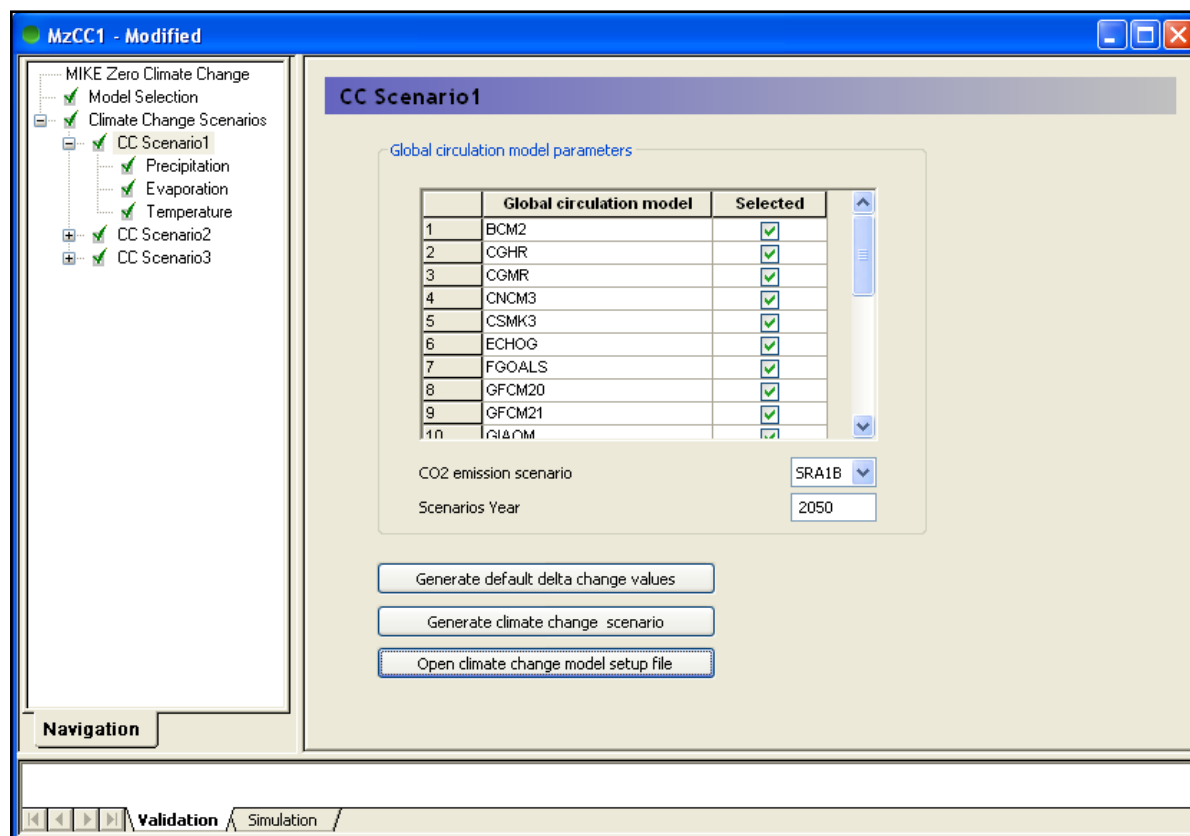 MzCC1 - Modified
MIKE Zero Climate Change
Model Selection
Climate Change Scenarios
CC Scenario1
Precipitation
Evaporation
Temperature
CC Scenario2
CC Scenario3
Navigation
CC Scenario1
Global circulation model parameters
Global circulation model Selected
1 BCM2
2 CGHR
3 CGMR
4 CNCM3
5 CSMK3
6 ECHOG
7 FGOALS
8 GFCM20
9 GFCM21
10 GIAOM
CO2 emission scenario SRA1B
Scenarios Year 2050
Generate default delta change values
Generate climate change scenario
Open climate change model setup file
Validation Simulation